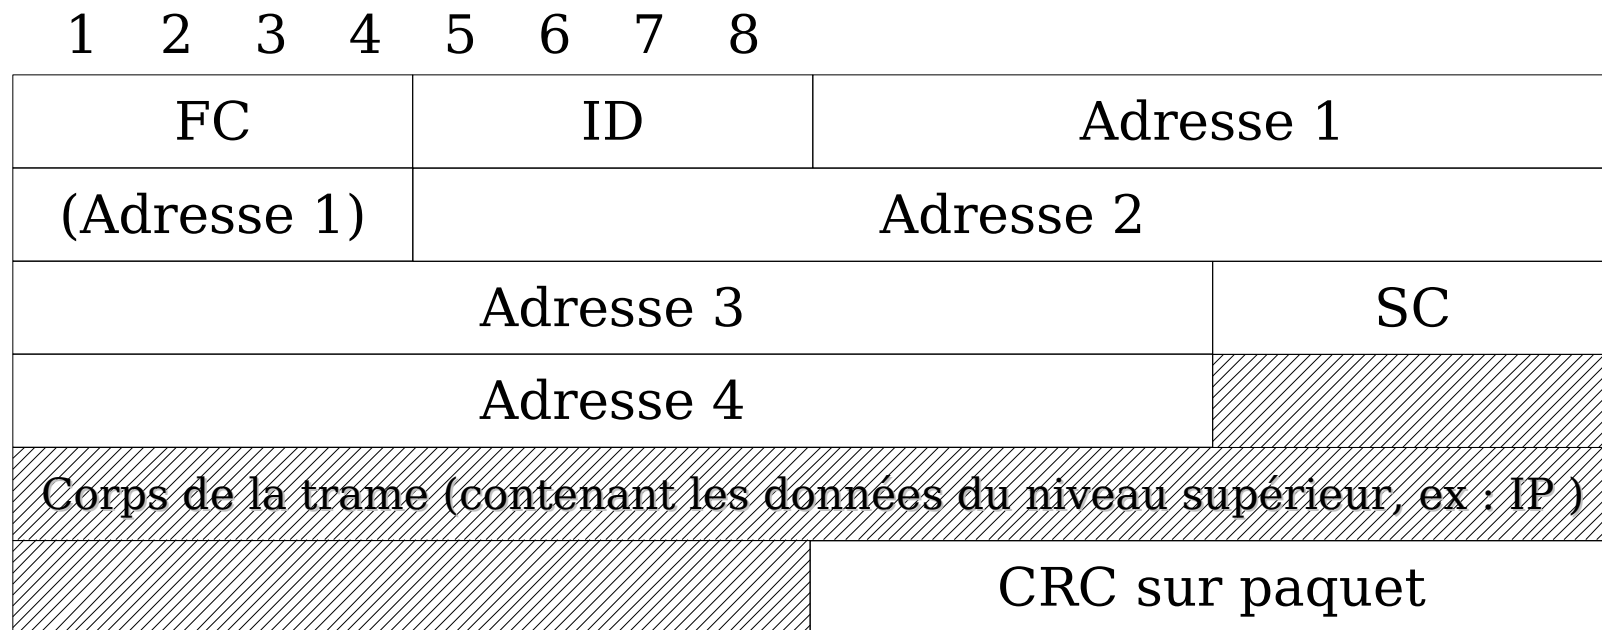 1 2 3 4 5 6 7 8
FC ID Adresse 1
(Adresse 1) Adresse 2
Adresse 3 SC
Adresse 4
Corps de la trame (contenant les données du niveau supérieur, ex : IP )
CRC sur paquet